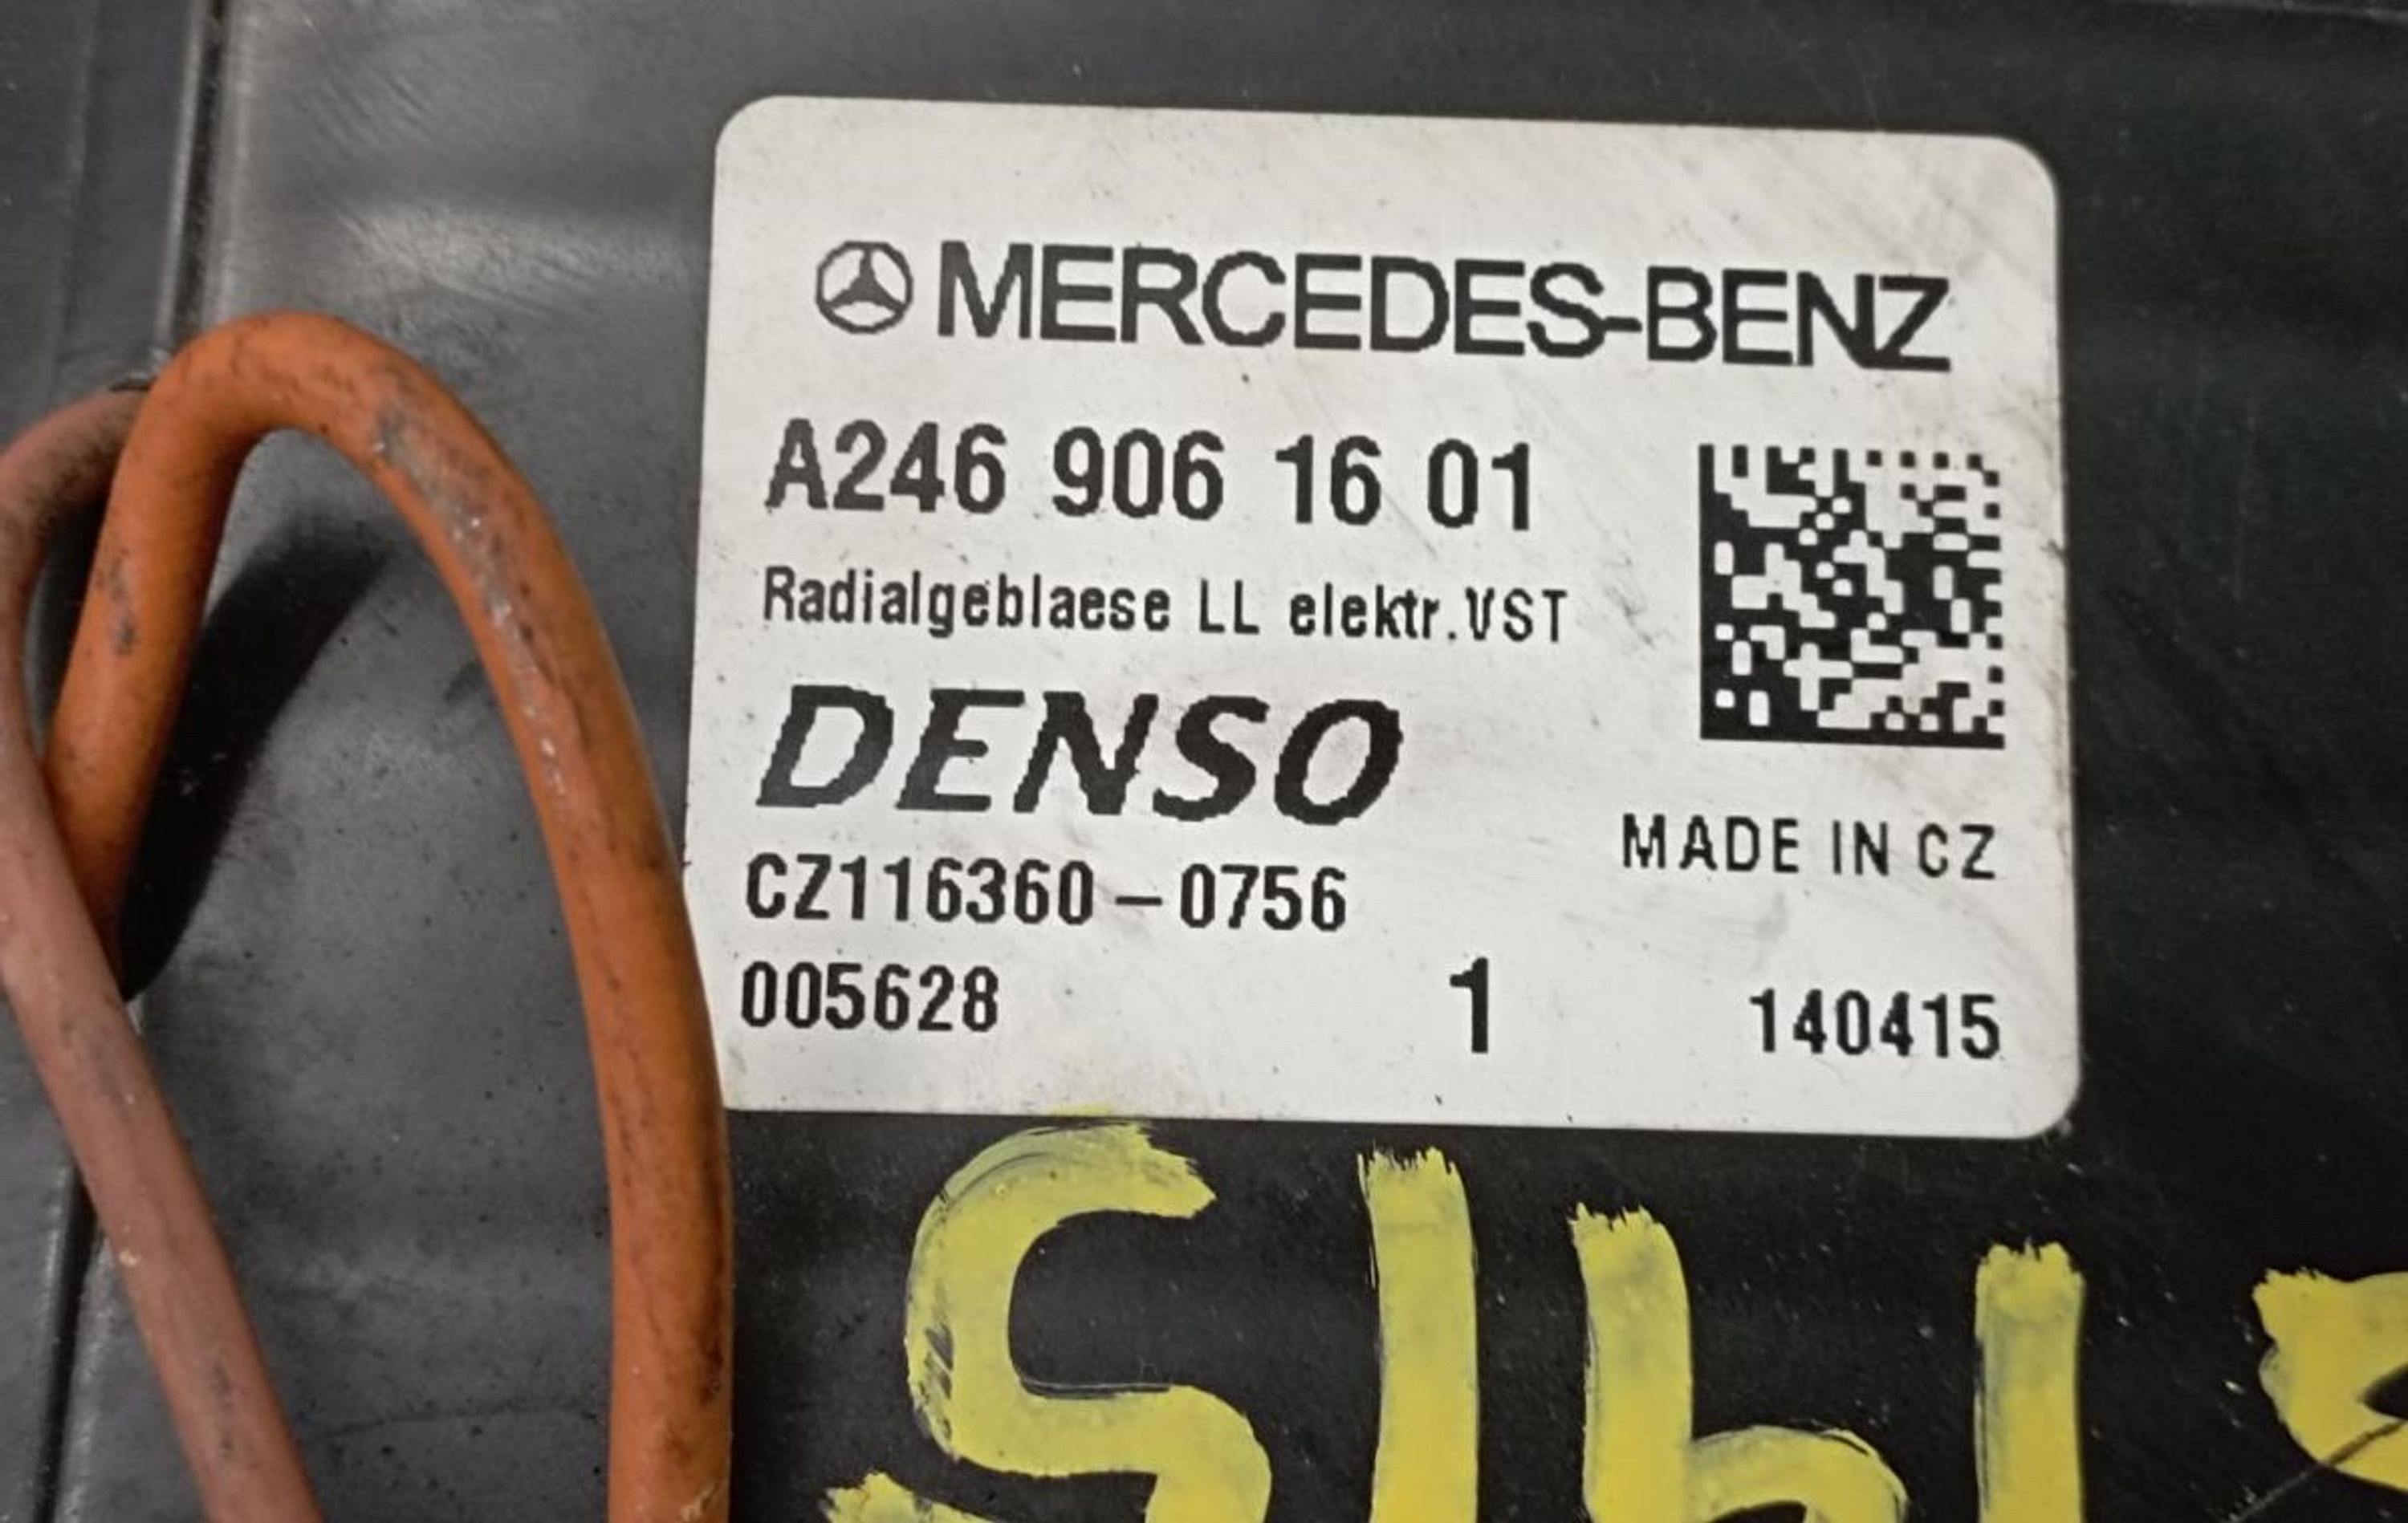 MERCEDES-BENZ
A246 906 16 01
Radialgeblaese LL elektr.VST
DENSO
MADE IN CZ
CZ116360-0756
005628 1 140415